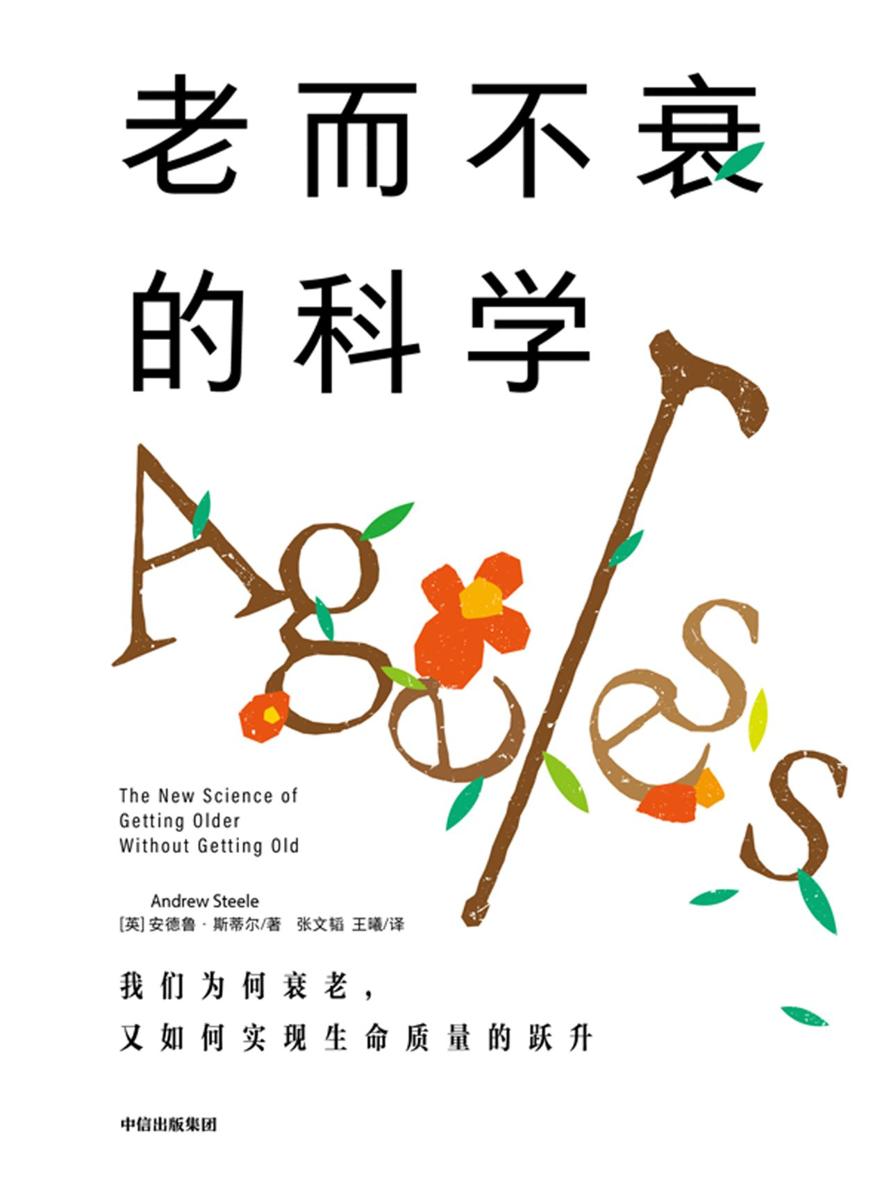 老而不衰
的科学
Ageless
The New Science of
Getting Older
Without Getting Old
Andrew Steele
[英]安德鲁·斯蒂尔/著 张文韬 王曦/译
我们为何衰老，
又如何实现生命质量的跃升
中信出版集团